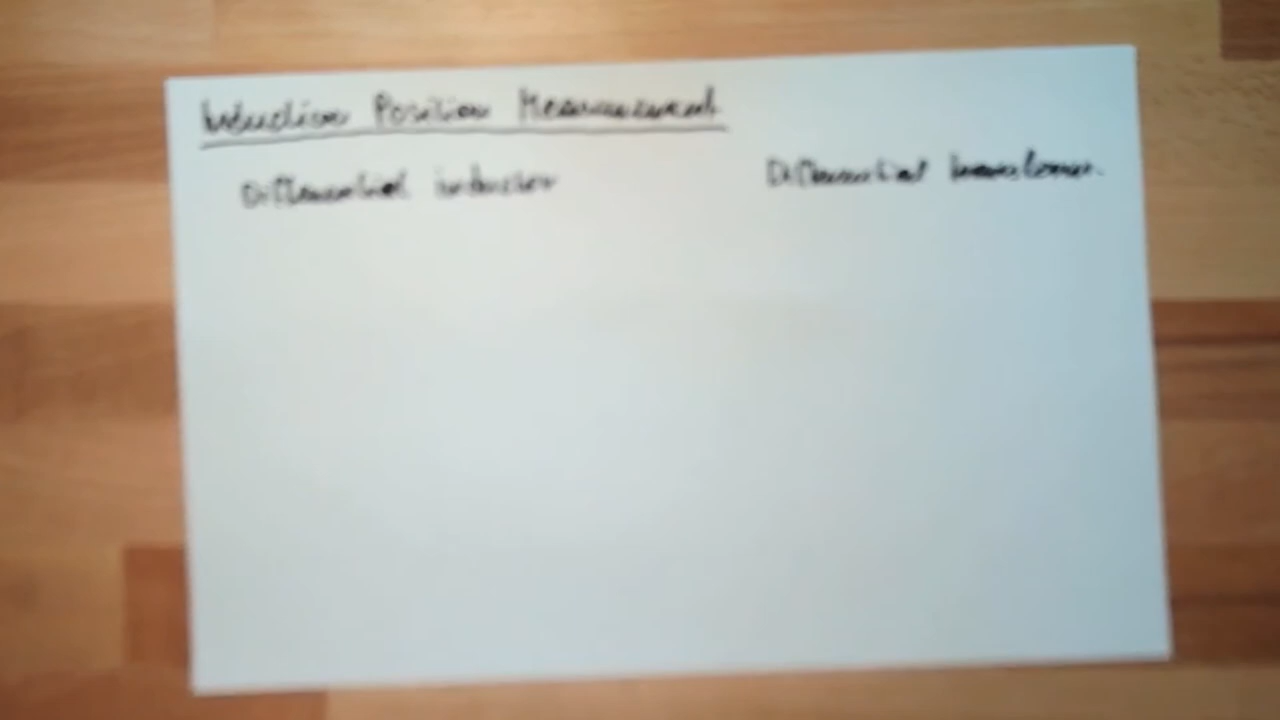 Induction Position Measurement
Differential inductor
Differential transformer.